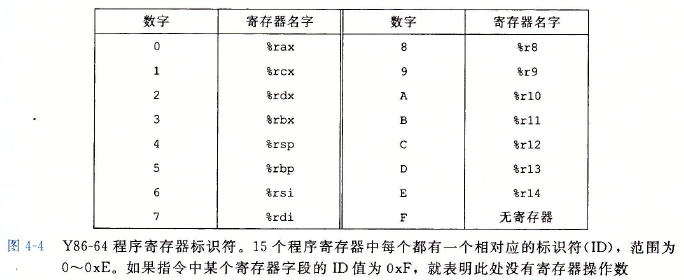 数字 寄存器名字 数字 寄存器名字
0 %rax 8 %r8
1 %rcx 9 %r9
2 %rdx A %r10
3 %rbx B %r11
4 %rsp C %r12
5 %rbp D %r13
6 %rsi E %r14
7 %rdi F 无寄存器
图 4-4 Y86-64 程序寄存器标识符。15 个程序寄存器中每个都有一个相对应的标识符(ID)，范围为
0～0xE。如果指令中某个寄存器字段的 ID 值为 0xF，就表明此处没有寄存器操作数